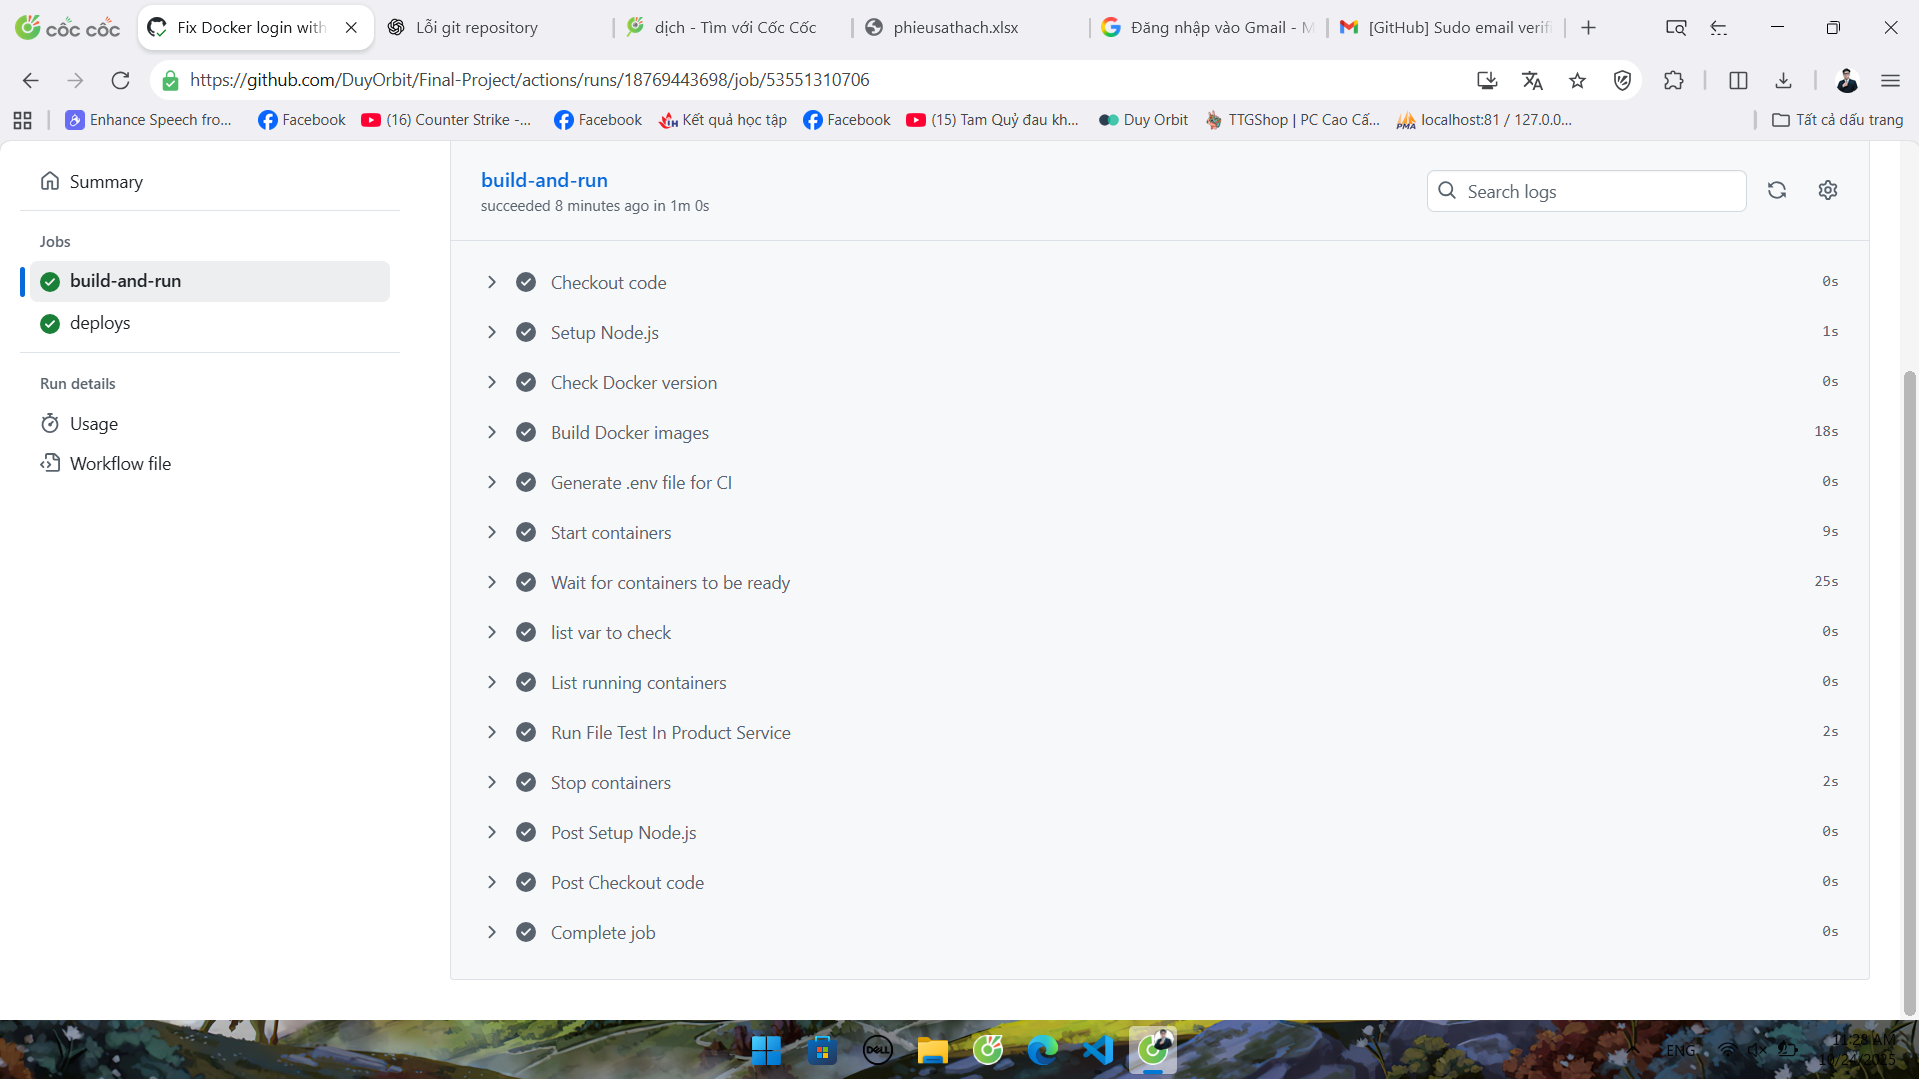 cốc cốc
Fix Docker login with
Lỗi git repository
dịch - Tìm với Cốc Cốc
phieusathach.xlsx
Đăng nhập vào Gmail - M
[GitHub] Sudo email verifi
https://github.com/DuyOrbit/Final-Project/actions/runs/18769443698/job/53551310706
Enhance Speech fro...
Facebook
(16) Counter Strike -...
Facebook
Kết quả học tập
Facebook
(15) Tam Quỷ đau kh...
Duy Orbit
TTGShop | PC Cao Cấ...
localhost:81 / 127.0.0...
Tất cả dấu trang
Summary
Jobs
build-and-run
deploys
Run details
Usage
Workflow file
build-and-run
succeeded 8 minutes ago in 1m 0s
Search logs
Checkout code 0s
Setup Node.js 1s
Check Docker version 0s
Build Docker images 18s
Generate .env file for CI 0s
Start containers 9s
Wait for containers to be ready 25s
list var to check 0s
List running containers 0s
Run File Test In Product Service 2s
Stop containers 2s
Post Setup Node.js 0s
Post Checkout code 0s
Complete job 0s
DELL
ENG
11:28 AM
10/24/2025